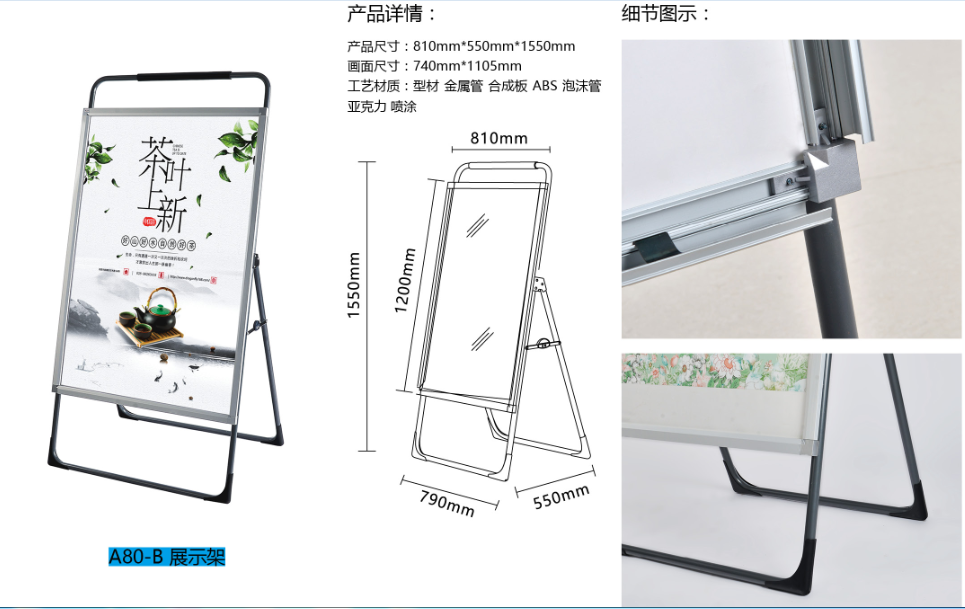 产品详情：
产品尺寸：810mm*550mm*1550mm
画面尺寸：740mm*1105mm
工艺材质：型材 金属管 合成板 ABS 泡沫管
亚克力 喷涂
细节图示：
810mm
1550mm
1200mm
790mm
550mm
茶叶
上新
A80-B 展示架